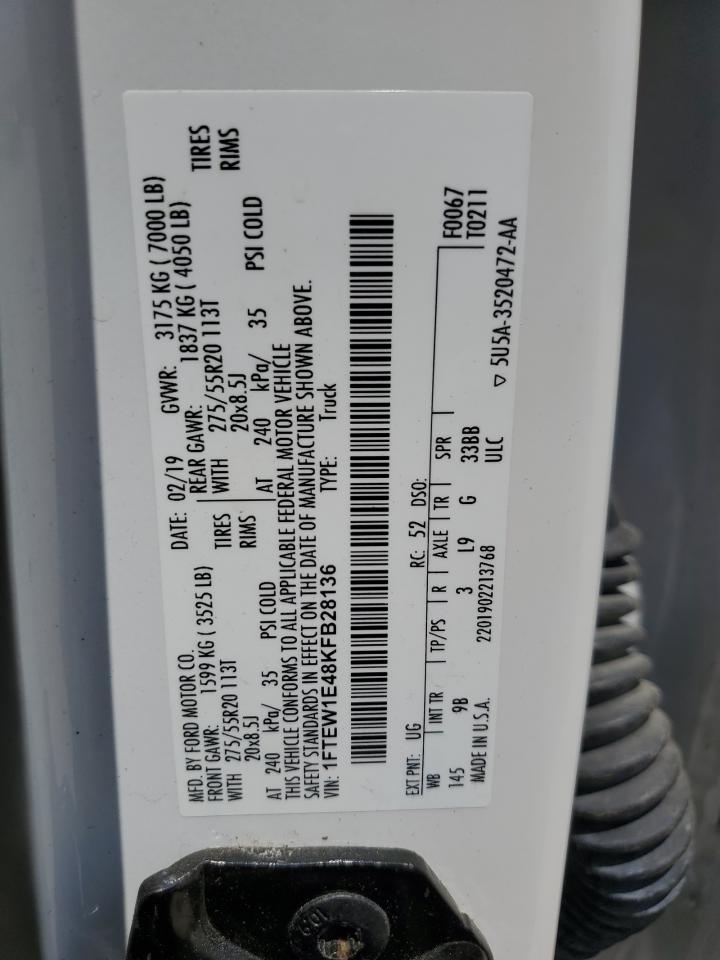 MFD. BY FORD MOTOR CO.
DATE: 02/19 GVWR: 3175 KG ( 7000 LB)
FRONT GAWR: 1599 KG ( 3525 LB)
REAR GAWR: 1837 KG ( 4050 LB)
WITH 275/55R20 113T TIRES
WITH 275/55R20 113T TIRES
20x8.5J RIMS
20x8.5J RIMS
AT 240 kPa/ 35 PSI COLD
AT 240 kPa/ 35 PSI COLD
THIS VEHICLE CONFORMS TO ALL APPLICABLE FEDERAL MOTOR VEHICLE
SAFETY STANDARDS IN EFFECT ON THE DATE OF MANUFACTURE SHOWN ABOVE.
VIN: 1FTEW1E48KFB28136 TYPE: Truck
EXT PNT: UG RC: 52 DSO:
WB INT TR TP/PS R AXLE TR SPR F0067
145 9B 3 L9 G 33BB T0211
MADE IN U.S.A. 2201902213768 ULC ▽ 5U5A-3520472-AA